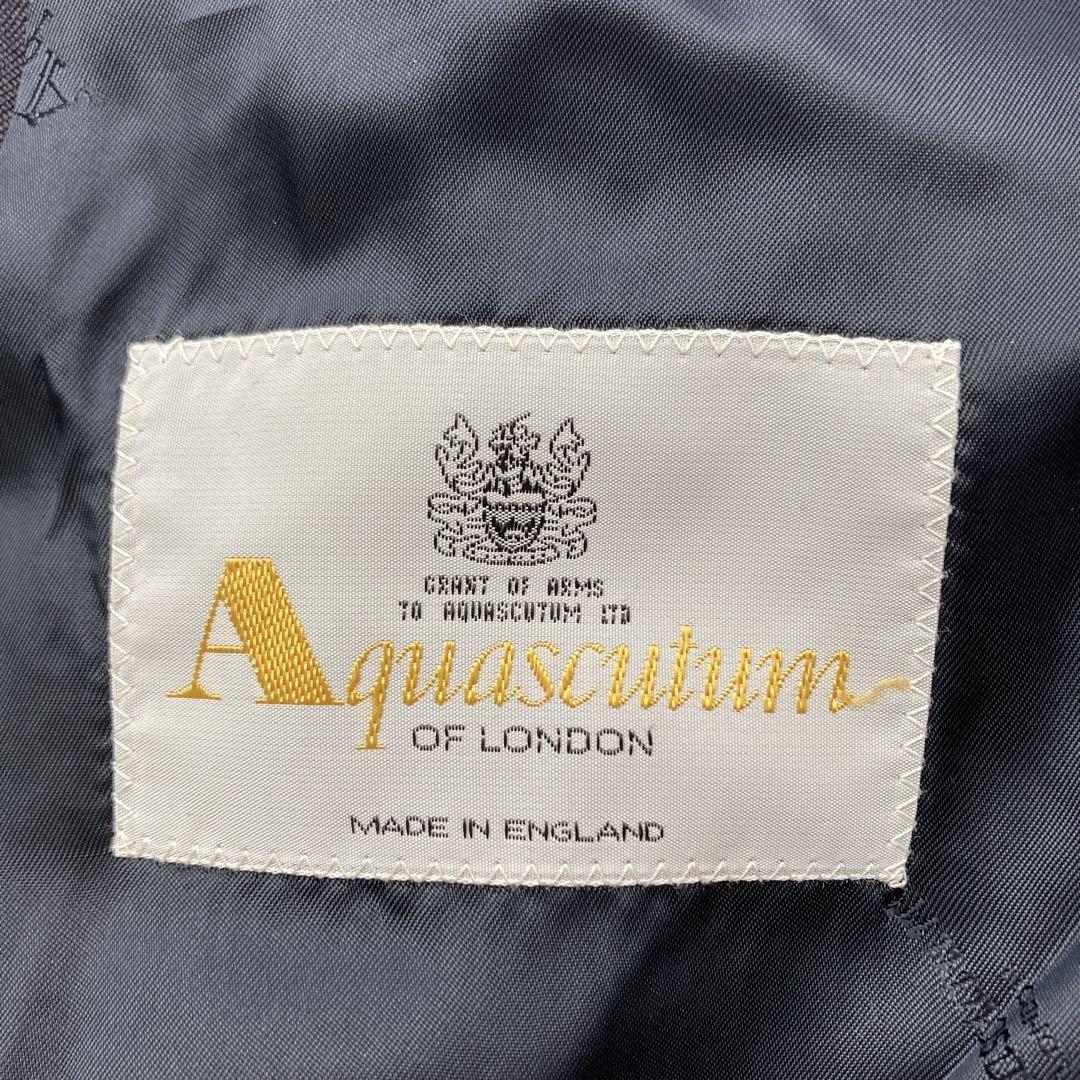 GRANT OF ARMS
TO AQUASCUTUM LTD
Aquascutum
OF LONDON
MADE IN ENGLAND